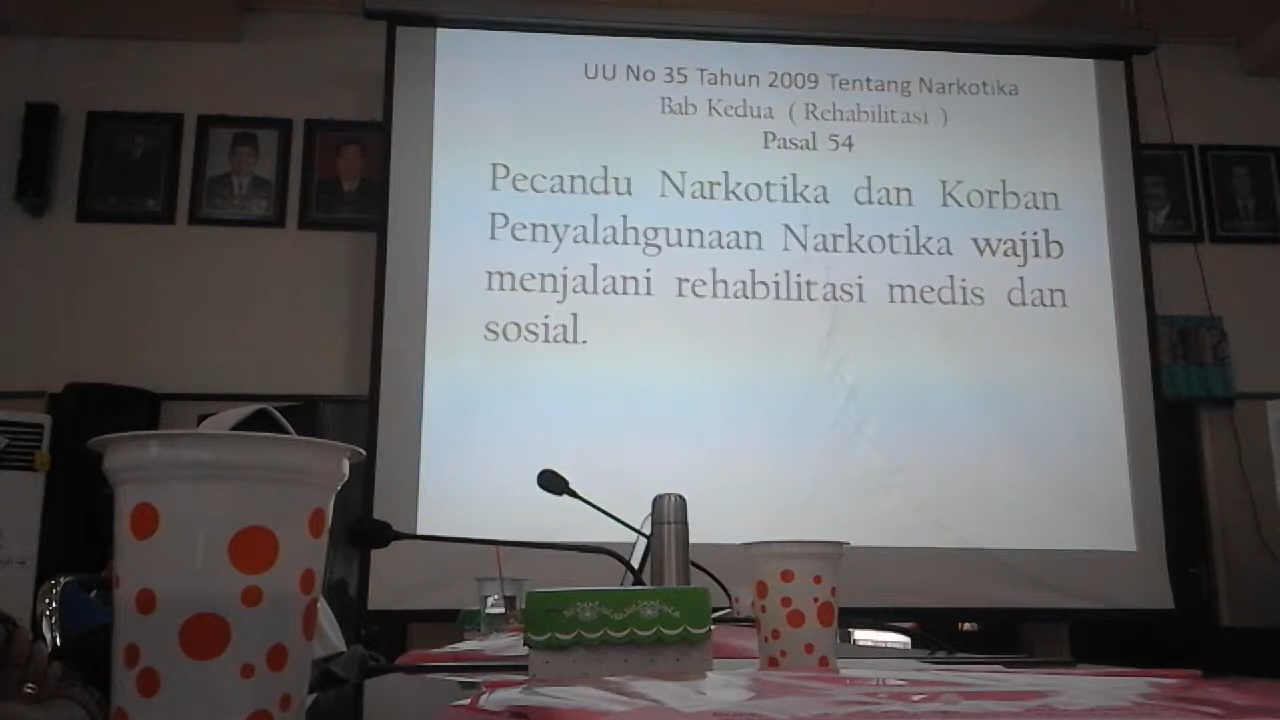 UU No 35 Tahun 2009 Tentang Narkotika
Bab Kedua ( Rehabilitasi )
Pasal 54
Pecandu Narkotika dan Korban
Penyalahgunaan Narkotika wajib
menjalani rehabilitasi medis dan
sosial.